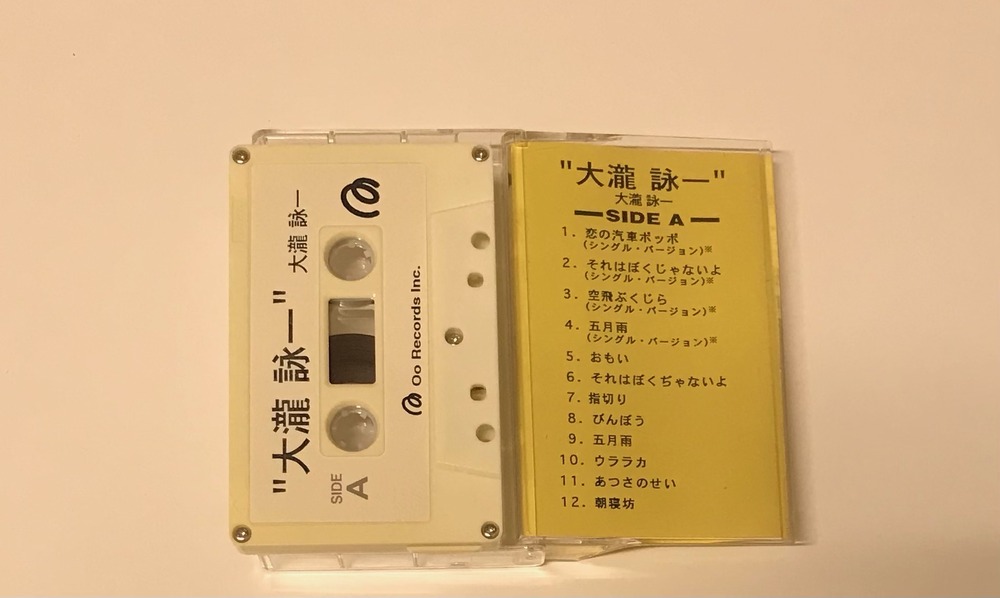 "大瀧 詠一"
大瀧 詠一
Oo Records Inc.
SIDE
A
"大瀧 詠一"
大瀧 詠一
SIDE A
1. 恋の汽車ポッポ
(シングル・バージョン)※
2. それはぼくじゃないよ
(シングル・バージョン)※
3. 空飛ぶくじら
(シングル・バージョン)※
4. 五月雨
(シングル・バージョン)※
5. おもい
6. それはぼくぢゃないよ
7. 指切り
8. びんぼう
9. 五月雨
10. ウララカ
11. あつさのせい
12. 朝寝坊